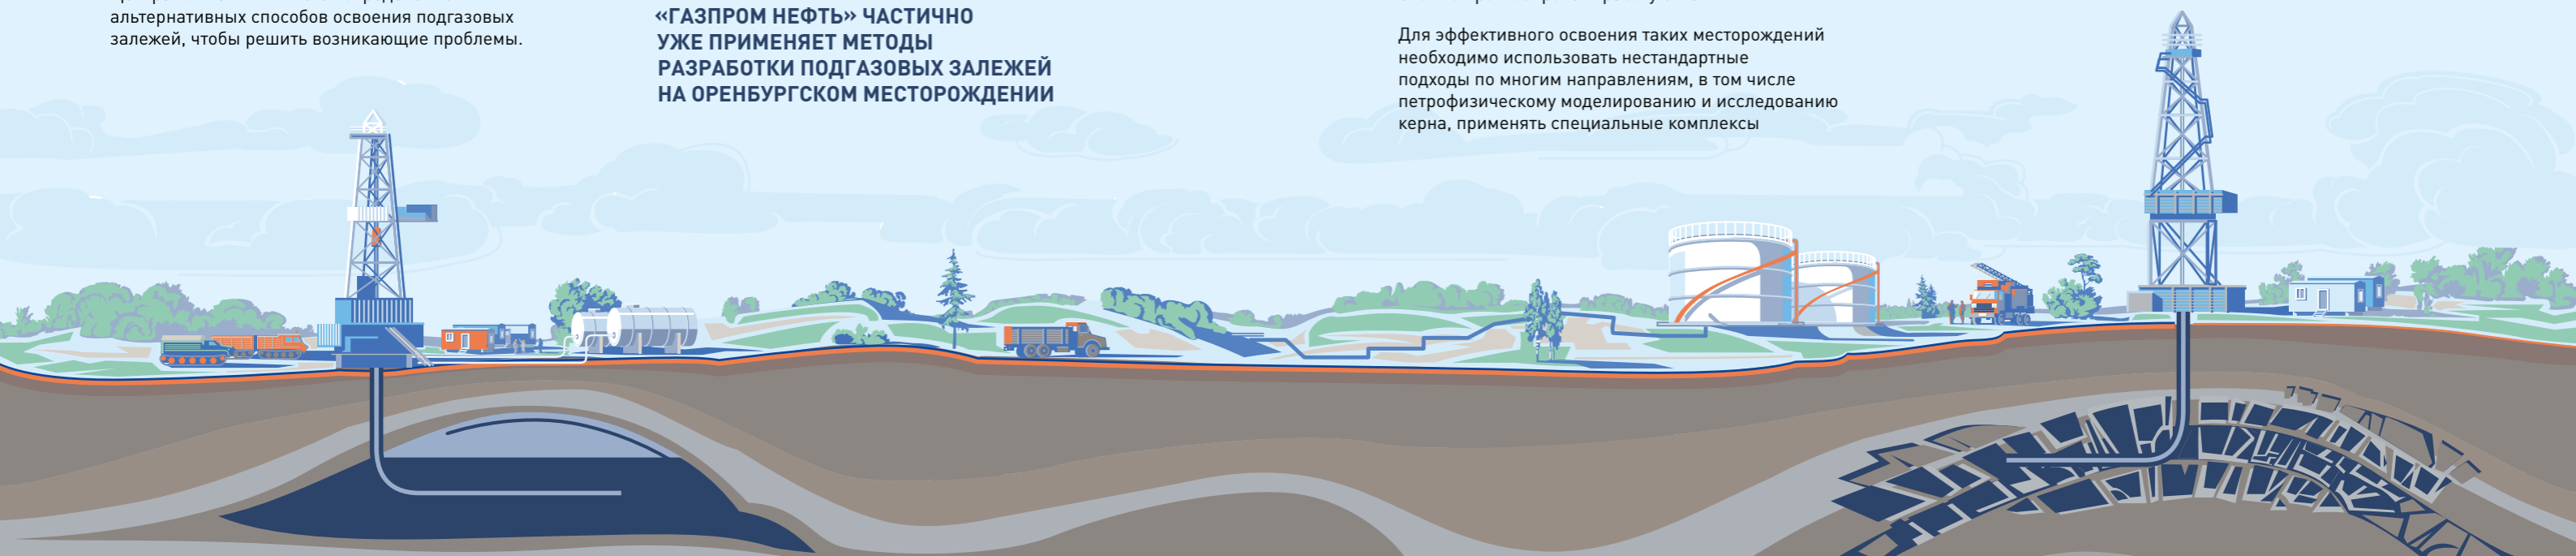 альтернативных способов освоения подгазовых
залежей, чтобы решить возникающие проблемы.
«ГАЗПРОМ НЕФТЬ» ЧАСТИЧНО
УЖЕ ПРИМЕНЯЕТ МЕТОДЫ
РАЗРАБОТКИ ПОДГАЗОВЫХ ЗАЛЕЖЕЙ
НА ОРЕНБУРГСКОМ МЕСТОРОЖДЕНИИ
Для эффективного освоения таких месторождений
необходимо использовать нестандартные
подходы по многим направлениям, в том числе
петрофизическому моделированию и исследованию
керна, применять специальные комплексы